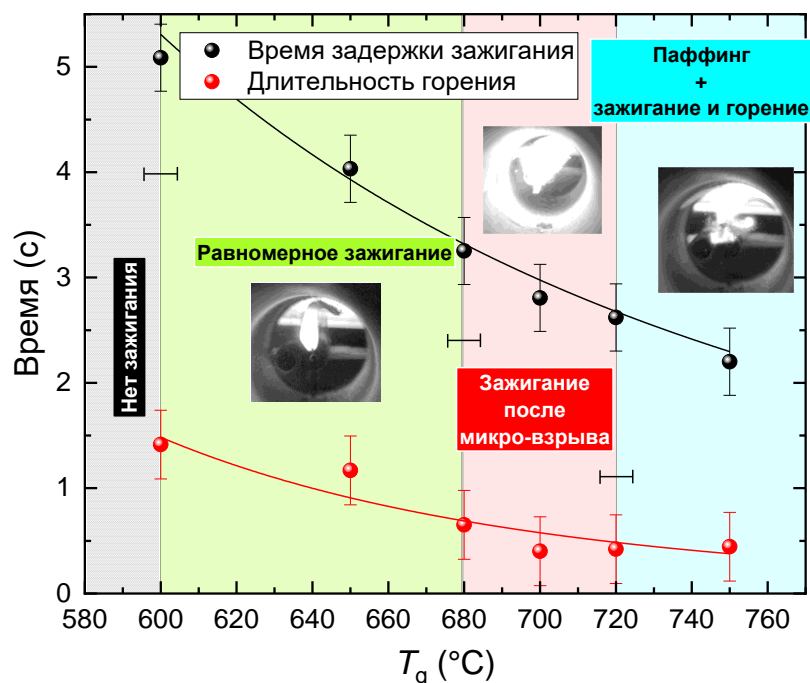 Время задержки зажигания
Длительность горения
Паффинг
+
зажигание и горение
Равномерное зажигание
Нет зажигания
Зажигание
после
микро-взрыва
Время (с)
5
4
3
2
1
0
580 600 620 640 660 680 700 720 740 760
T_g (°C)